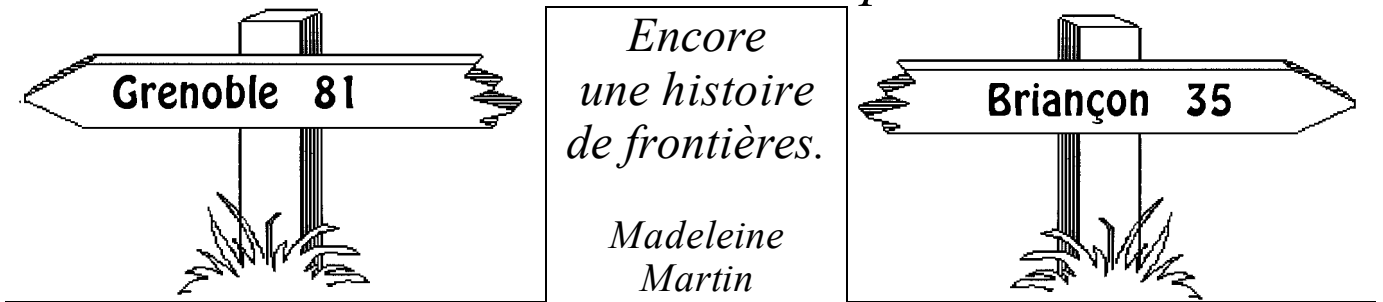 Grenoble 81
Encore
une histoire
de frontières.
Madeleine
Martin
Briançon 35